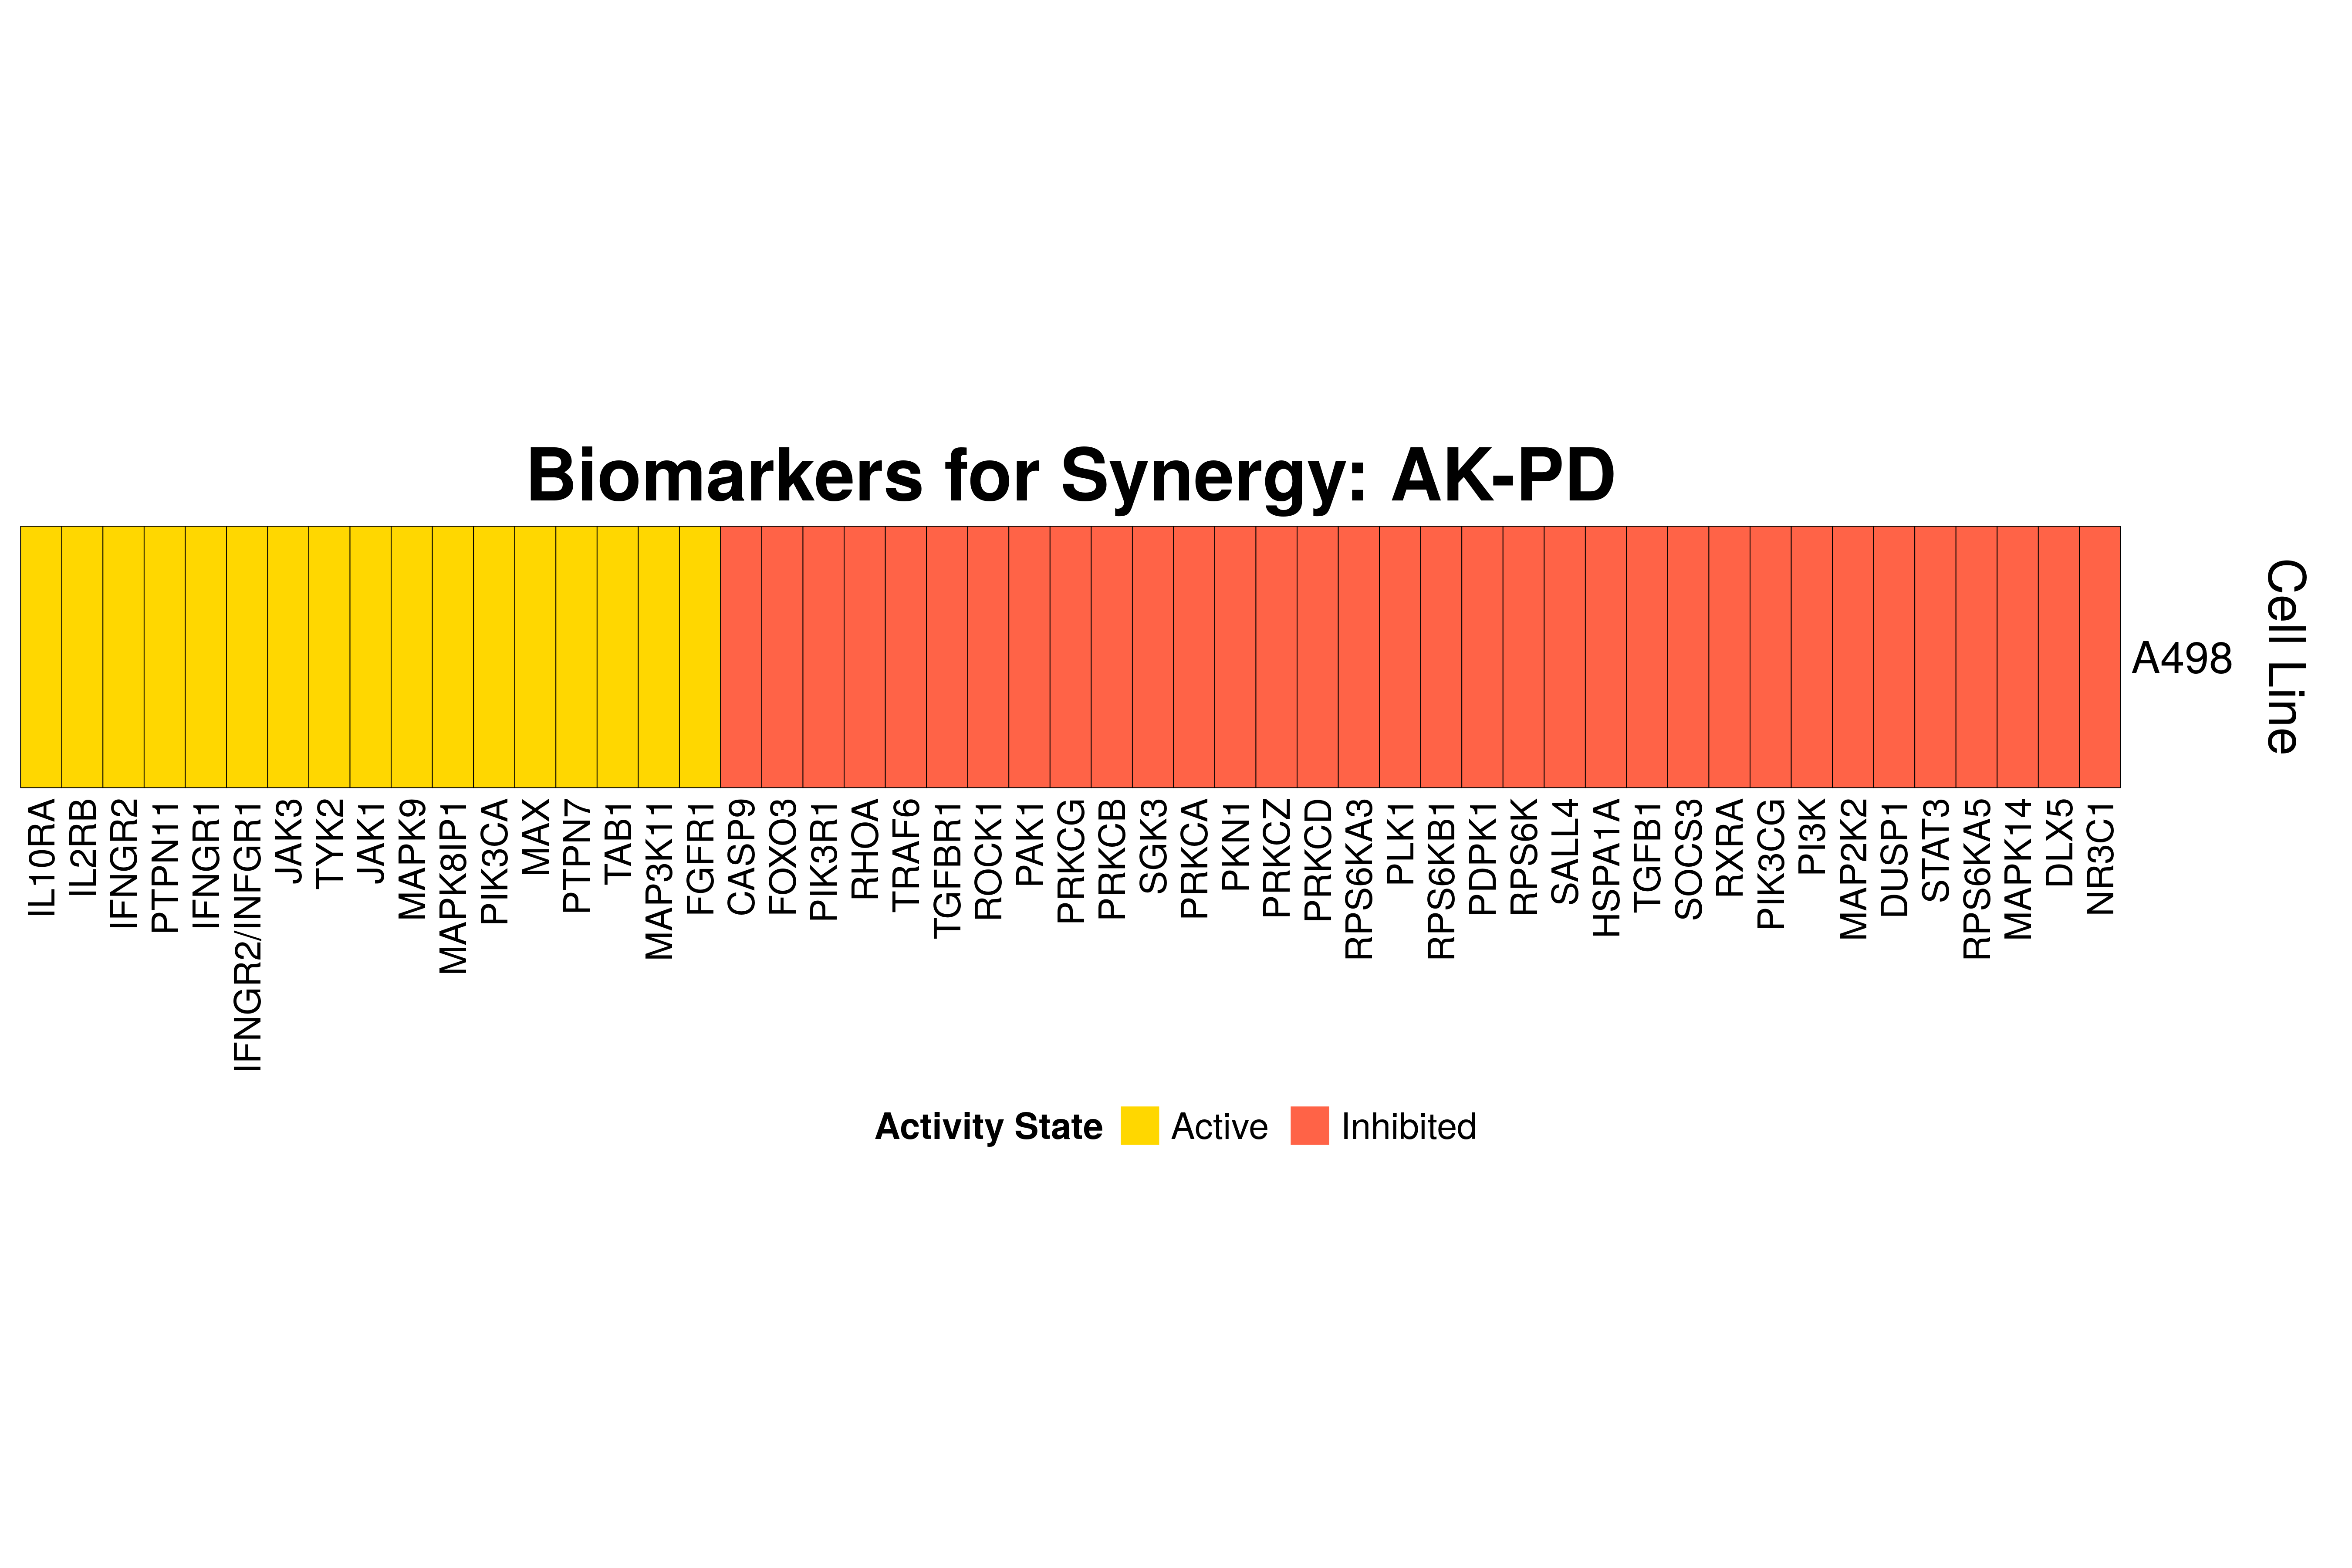 Biomarkers for Synergy: AK-PD
A498
Cell Line
IL10RA
IL2RB
IFNGR2
PTPN11
IFNGR1
IFNGR2/INFGR1
JAK3
TYK2
JAK1
MAPK9
MAPK8IP1
PIK3CA
MAX
PTPN7
TAB1
MAP3K11
FGFR1
CASP9
FOXO3
PIK3R1
RHOA
TRAF6
TGFBR1
ROCK1
PAK1
PRKCG
PRKCB
SGK3
PRKCA
PKN1
PRKCZ
PRKCD
RPS6KA3
PLK1
RPS6KB1
PDPK1
RPS6K
SALL4
HSPA1A
TGFB1
SOCS3
RXRA
PIK3CG
PI3K
MAP2K2
DUSP1
STAT3
RPS6KA5
MAPK14
DLX5
NR3C1
Activity State Active Inhibited